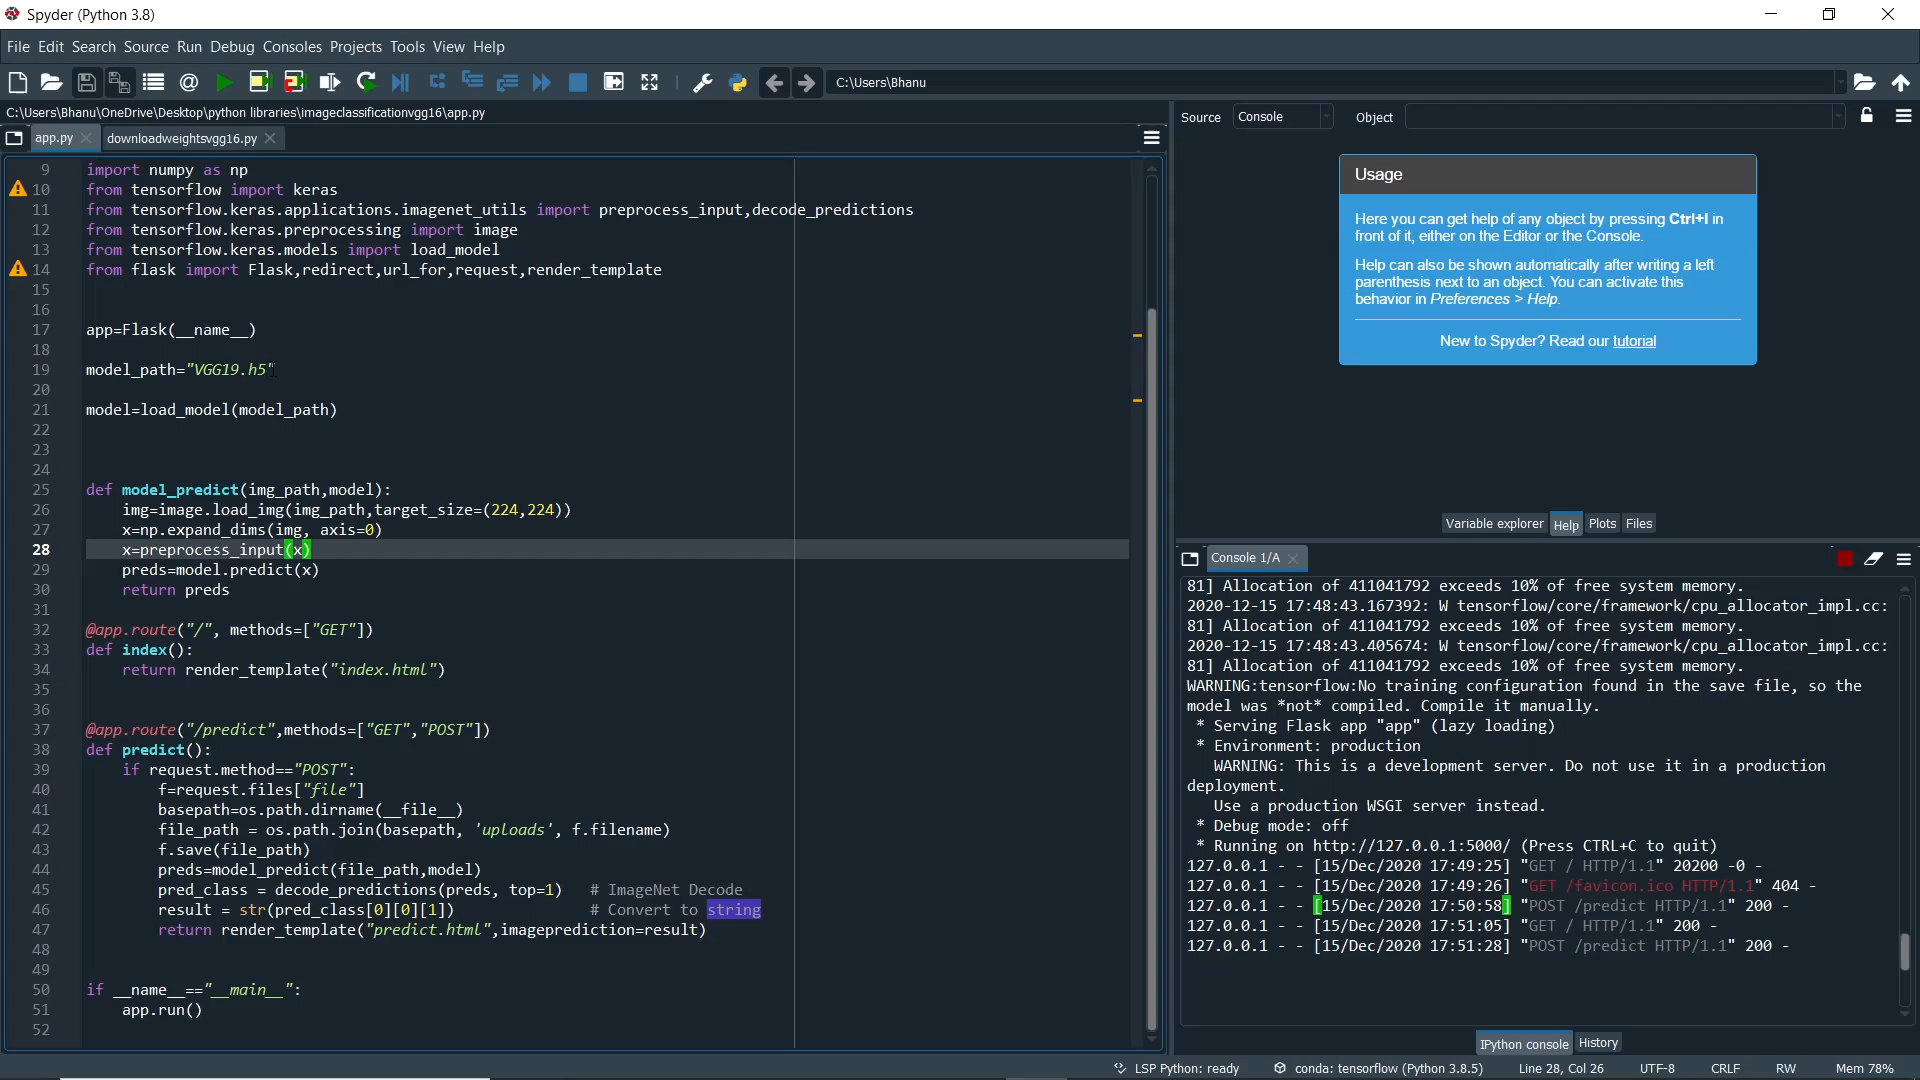 Spyder (Python 3.8)
File Edit Search Source Run Debug Consoles Projects Tools View Help
C:\Users\Bhanu
C:\Users\Bhanu\OneDrive\Desktop\python libraries\imageclassificationvgg16\app.py
app.py
downloadweightsvgg16.py
9 import numpy as np
10 from tensorflow import keras
11 from tensorflow.keras.applications.imagenet_utils import preprocess_input,decode_predictions
12 from tensorflow.keras.preprocessing import image
13 from tensorflow.keras.models import load_model
14 from flask import Flask,redirect,url_for,request,render_template
15
16
17 app=Flask(__name__)
18
19 model_path="VGG19.h5"
20
21 model=load_model(model_path)
22
23
24
25 def model_predict(img_path,model):
26 img=image.load_img(img_path,target_size=(224,224))
27 x=np.expand_dims(img, axis=0)
28 x=preprocess_input(x)
29 preds=model.predict(x)
30 return preds
31
32 @app.route("/", methods=["GET"])
33 def index():
34 return render_template("index.html")
35
36
37 @app.route("/predict",methods=["GET","POST"])
38 def predict():
39 if request.method=="POST":
40 f=request.files["file"]
41 basepath=os.path.dirname(__file__)
42 file_path = os.path.join(basepath, 'uploads', f.filename)
43 f.save(file_path)
44 preds=model_predict(file_path,model)
45 pred_class = decode_predictions(preds, top=1) # ImageNet Decode
46 result = str(pred_class[0][0][1]) # Convert to string
47 return render_template("predict.html",imageprediction=result)
48
49
50 if __name__=="__main__":
51 app.run()
52
Source Console Object
Usage
Here you can get help of any object by pressing Ctrl+I in
front of it, either on the Editor or the Console.
Help can also be shown automatically after writing a left
parenthesis next to an object. You can activate this
behavior in Preferences > Help.
New to Spyder? Read our tutorial
Variable explorer Help Plots Files
Console 1/A
81] Allocation of 411041792 exceeds 10% of free system memory.
2020-12-15 17:48:43.167392: W tensorflow/core/framework/cpu_allocator_impl.cc:
81] Allocation of 411041792 exceeds 10% of free system memory.
2020-12-15 17:48:43.405674: W tensorflow/core/framework/cpu_allocator_impl.cc:
81] Allocation of 411041792 exceeds 10% of free system memory.
WARNING:tensorflow:No training configuration found in the save file, so the
model was *not* compiled. Compile it manually.
* Serving Flask app "app" (lazy loading)
* Environment: production
WARNING: This is a development server. Do not use it in a production
deployment.
Use a production WSGI server instead.
* Debug mode: off
* Running on http://127.0.0.1:5000/ (Press CTRL+C to quit)
127.0.0.1 - - [15/Dec/2020 17:49:25] "GET / HTTP/1.1" 20200 -0 -
127.0.0.1 - - [15/Dec/2020 17:49:26] "GET /favicon.ico HTTP/1.1" 404 -
127.0.0.1 - - [15/Dec/2020 17:50:58] "POST /predict HTTP/1.1" 200 -
127.0.0.1 - - [15/Dec/2020 17:51:05] "GET / HTTP/1.1" 200 -
127.0.0.1 - - [15/Dec/2020 17:51:28] "POST /predict HTTP/1.1" 200 -
IPython console History
LSP Python: ready conda: tensorflow (Python 3.8.5) Line 28, Col 26 UTF-8 CRLF RW Mem 78%